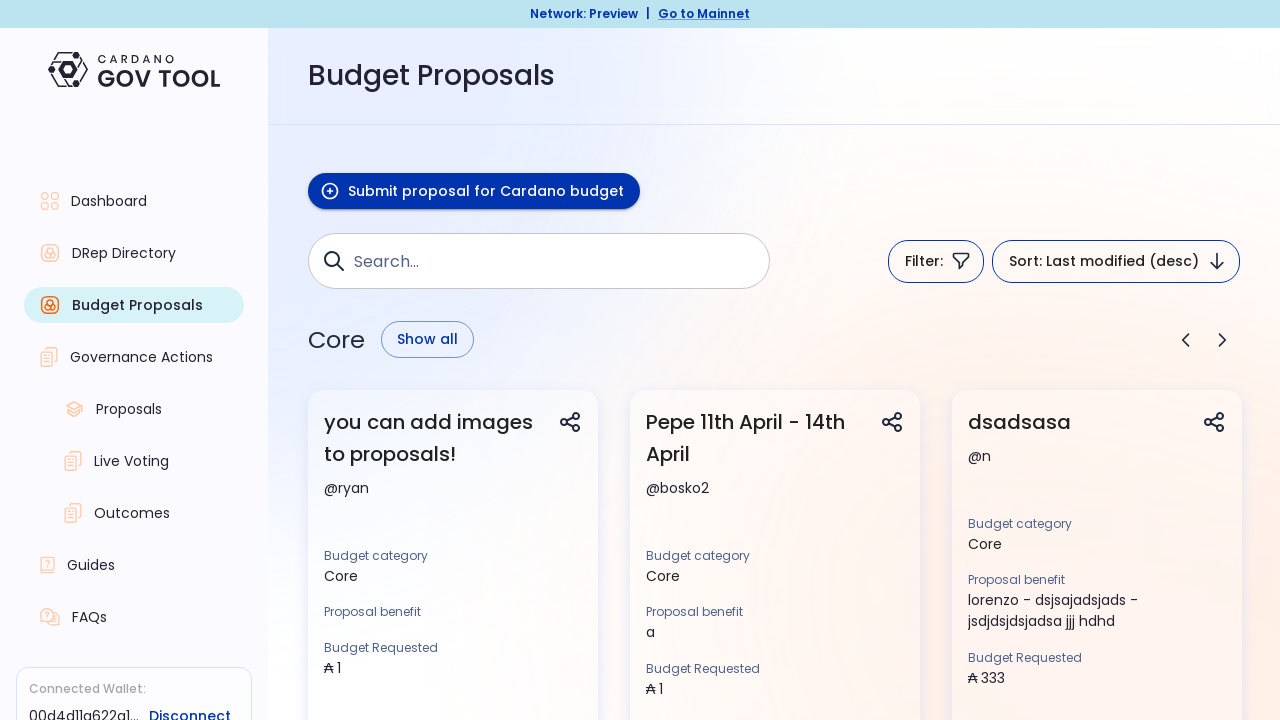 Network: Preview | Go to Mainnet
CARDANO
GOV TOOL
Budget Proposals
Dashboard
DRep Directory
Budget Proposals
Governance Actions
Proposals
Live Voting
Outcomes
Guides
FAQs
Connected Wallet:
00d4d11a622a1... Disconnect
Submit proposal for Cardano budget
Search...
Filter:
Sort: Last modified (desc)
Core
Show all
you can add images
to proposals!
@ryan
Budget category
Core
Proposal benefit
Budget Requested
₳ 1
Pepe 11th April - 14th
April
@bosko2
Budget category
Core
Proposal benefit
a
Budget Requested
₳ 1
dsadsasa
@n
Budget category
Core
Proposal benefit
lorenzo - dsjsajadsjads -
jsdjdsjdsjadsa jjj hdhd
Budget Requested
₳ 333